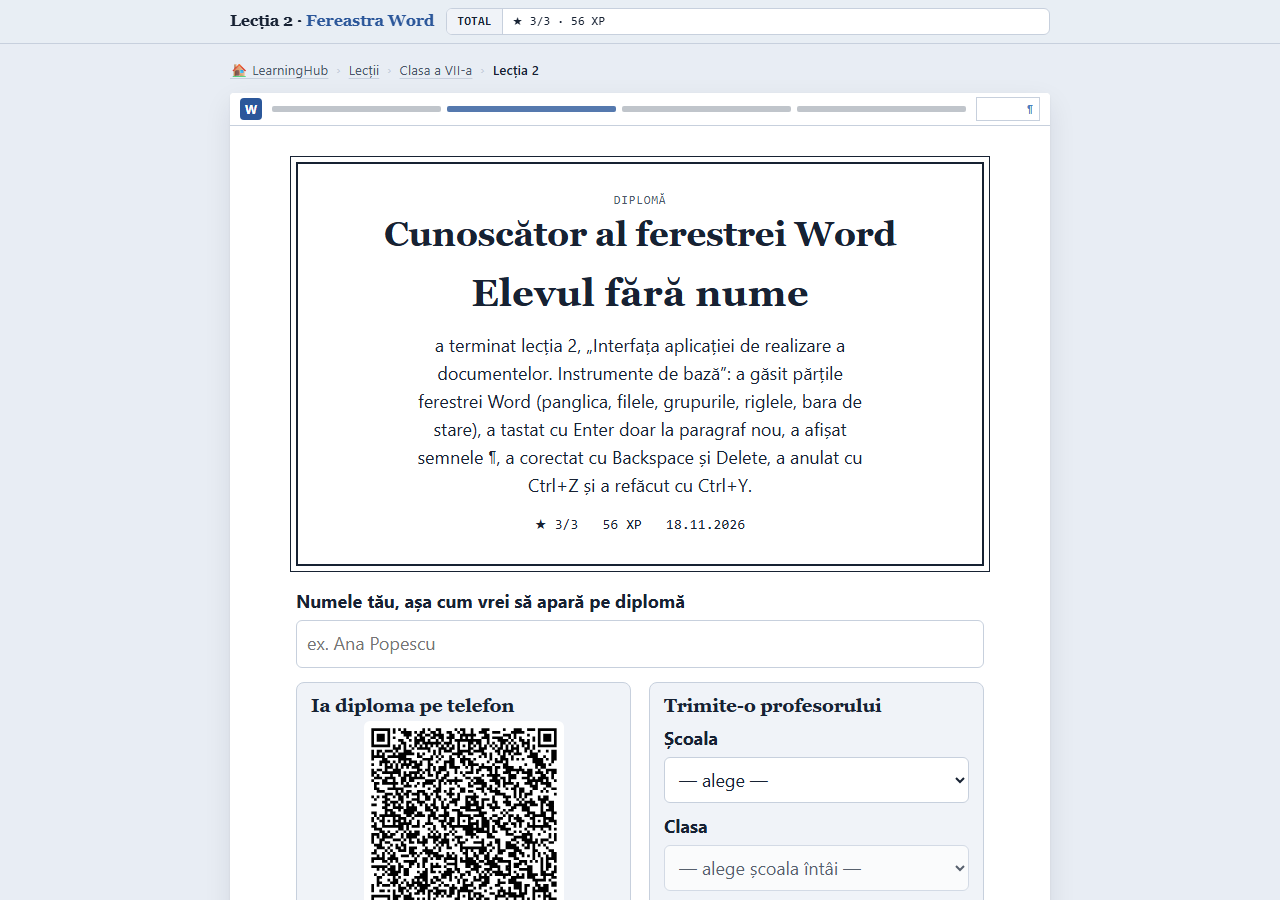 Lecția 2 · Fereastra Word
TOTAL ★ 3/3 · 56 XP
LearningHub › Lecții › Clasa a VII-a › Lecția 2
W
¶
DIPLOMĂ
Cunoscător al ferestrei Word
Elevul fără nume
a terminat lecția 2, „Interfața aplicației de realizare a
documentelor. Instrumente de bază”: a găsit părțile
ferestrei Word (panglica, filele, grupurile, riglele, bara de
stare), a tastat cu Enter doar la paragraf nou, a afișat
semnele ¶, a corectat cu Backspace și Delete, a anulat cu
Ctrl+Z și a refăcut cu Ctrl+Y.
★ 3/3 56 XP 18.11.2026
Numele tău, așa cum vrei să apară pe diplomă
ex. Ana Popescu
Ia diploma pe telefon
Trimite-o profesorului
Școala
— alege —
Clasa
— alege școala întâi —